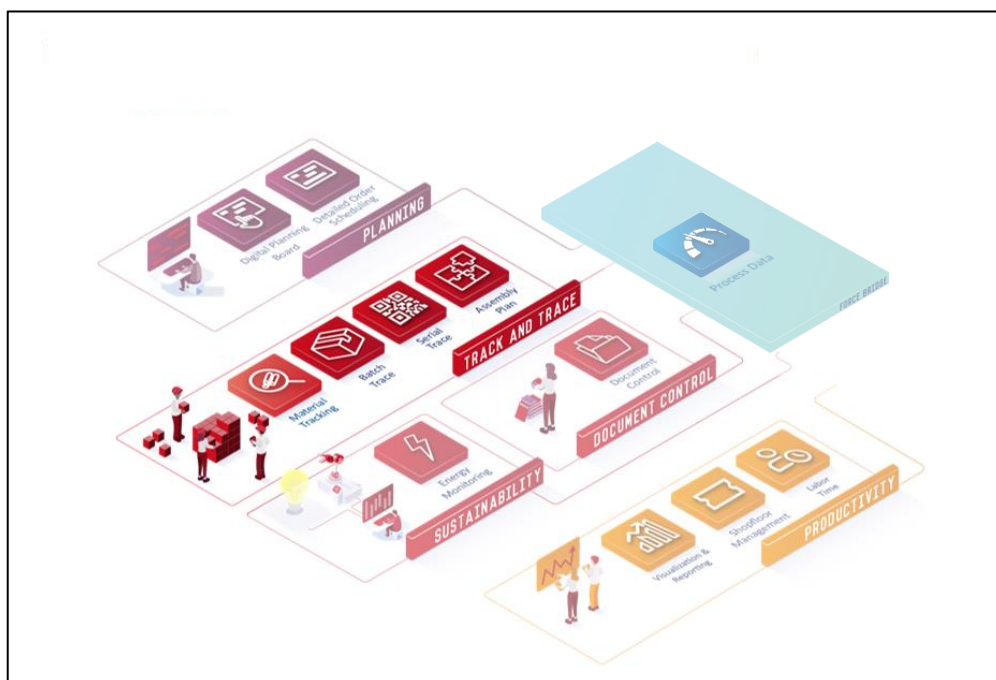 Detailed Order
Scheduling
Digital Planning
Board
PLANNING
Process Data
FORCE BRIDGE
Assembly
Plan
Serial
Trace
Batch
Trace
Material
Tracking
TRACK AND TRACE
Document
Control
DOCUMENT CONTROL
Energy
Monitoring
SUSTAINABILITY
Labor
Time
Shopfloor
Management
Visualization &
Reporting
PRODUCTIVITY